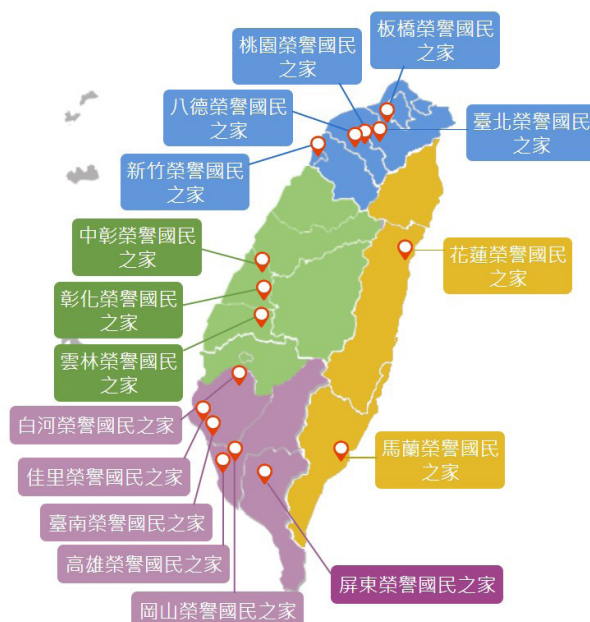 板橋榮譽國民
之家
桃園榮譽國民
之家
八德榮譽國民
之家
臺北榮譽國民
之家
新竹榮譽國民
之家
中彰榮譽國民
之家
花蓮榮譽國民
之家
彰化榮譽國民
之家
雲林榮譽國民
之家
白河榮譽國民之家
馬蘭榮譽國民
之家
佳里榮譽國民之家
臺南榮譽國民之家
高雄榮譽國民之家
屏東榮譽國民之家
岡山榮譽國民之家